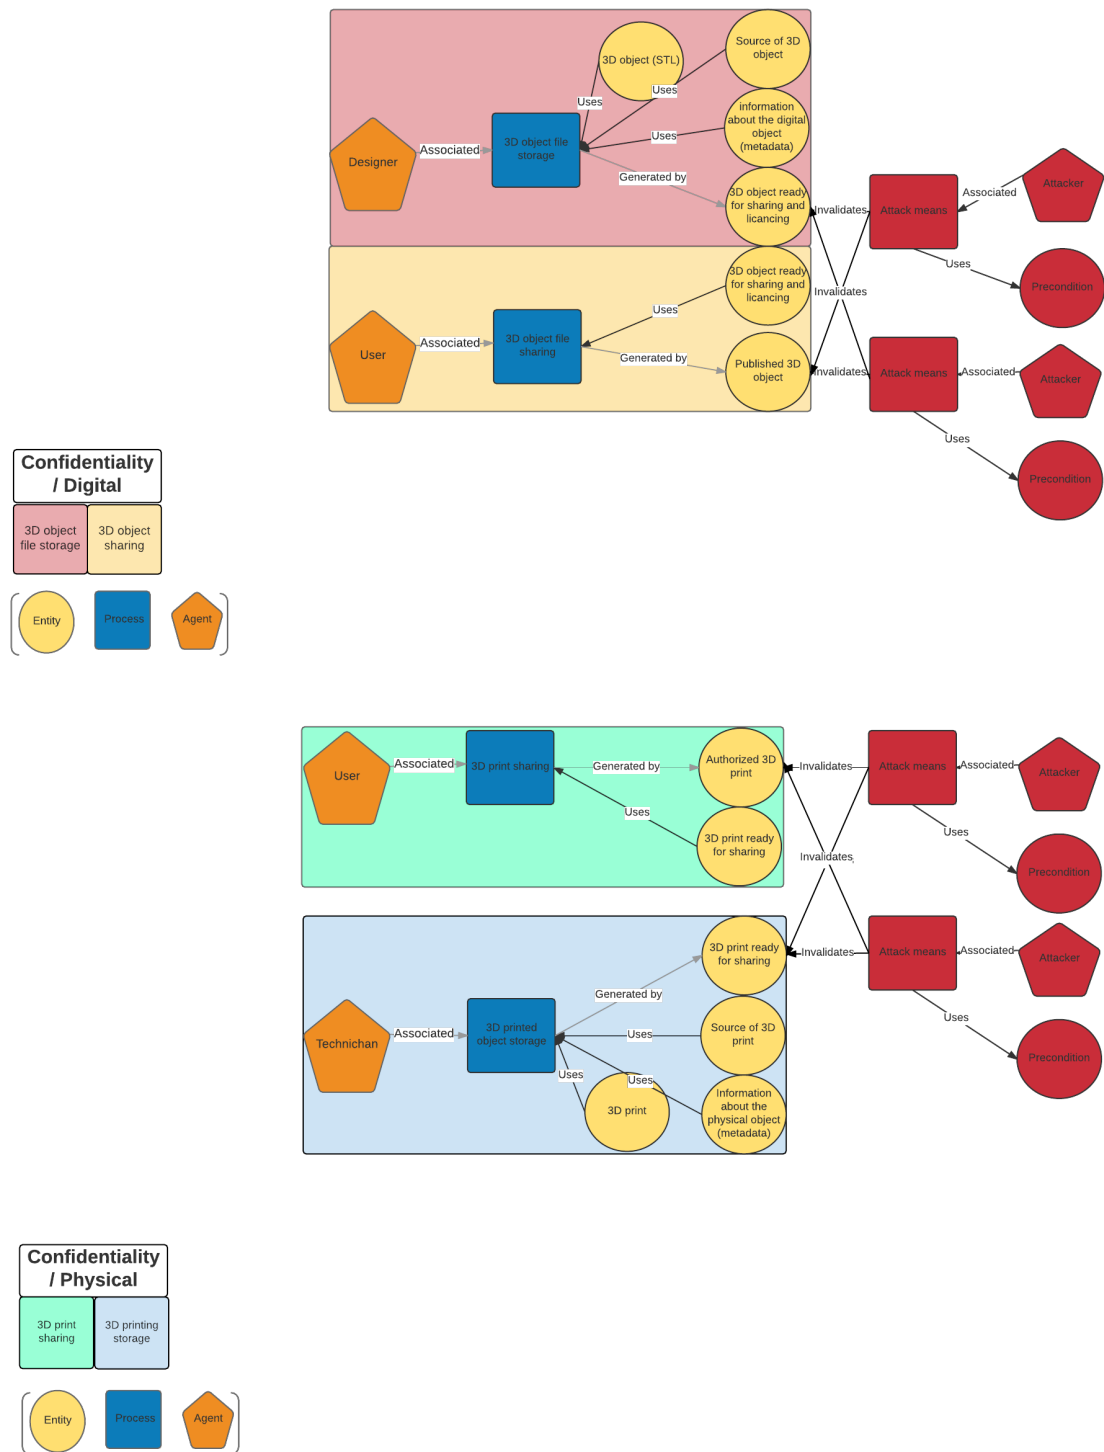 3D object (STL)
Source of 3D
object
Uses
Uses
information
about the digital
object
(metadata)
Uses
Designer
Associated
3D object file
storage
Generated by
3D object ready
for sharing and
licancing
Invalidates
Attack means
Associated
Attacker
Uses
Precondition
3D object ready
for sharing and
licancing
Uses
Invalidates
User
Associated
3D object file
sharing
Generated by
Published 3D
object
Invalidates
Attack means
Associated
Attacker
Uses
Precondition
Confidentiality
/ Digital
3D object
file storage
3D object
sharing
Entity
Process
Agent
User
Associated
3D print sharing
Generated by
Authorized 3D
print
Invalidates
Attack means
Associated
Attacker
Uses
3D print ready
for sharing
Uses
Invalidates
Precondition
3D print ready
for sharing
Invalidates
Attack means
Associated
Attacker
Generated by
Technichan
Associated
3D printed
object storage
Uses
Source of 3D
print
Uses
Precondition
Uses
Uses
3D print
Information
about the
physical object
(metadata)
Confidentiality
/ Physical
3D print
sharing
3D printing
storage
Entity
Process
Agent